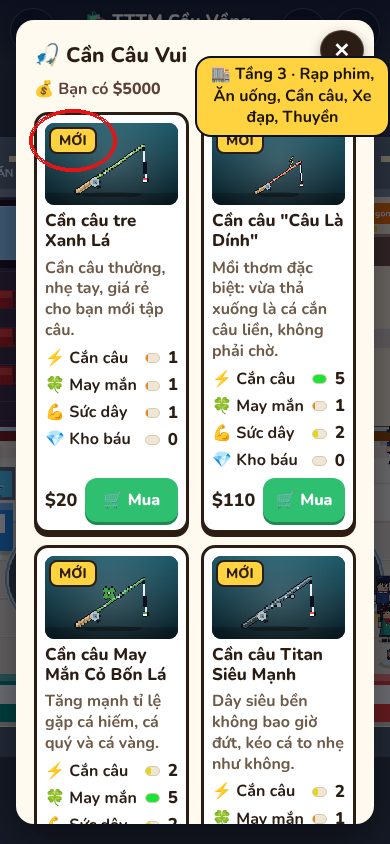 TTTM Cầu Vồng
🎣 Cần Câu Vui
×
💰 Bạn có $5000
🏬 Tầng 3 · Rạp phim,
Ăn uống, Cần câu, Xe
đạp, Thuyền
MỚI
Cần câu tre
Xanh Lá
Cần câu thường,
nhẹ tay, giá rẻ
cho bạn mới tập
câu.
⚡ Cắn câu 1
🍀 May mắn 1
💪 Sức dây 1
💎 Kho báu 0
$20 🛒 Mua
MỚI
Cần câu "Câu Là
Dính"
Mồi thơm đặc
biệt: vừa thả
xuống là cá cắn
câu liền, không
phải chờ.
⚡ Cắn câu 5
🍀 May mắn 1
💪 Sức dây 2
💎 Kho báu 0
$110 🛒 Mua
MỚI
Cần câu May
Mắn Cỏ Bốn Lá
Tăng mạnh tỉ lệ
gặp cá hiếm, cá
quý và cá vàng.
⚡ Cắn câu 2
🍀 May mắn 5
💪 Sức dây 2
MỚI
Cần câu Titan
Siêu Mạnh
Dây siêu bền
không bao giờ
đứt, kéo cá to nhẹ
như không.
⚡ Cắn câu 2
🍀 May mắn 1